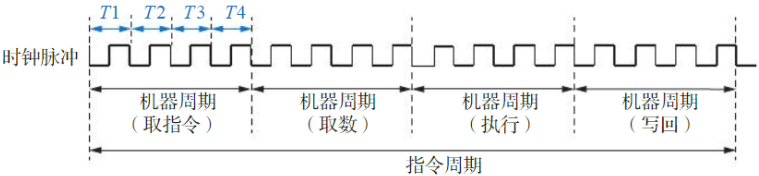 T1 T2 T3 T4
时钟脉冲
机器周期 机器周期 机器周期 机器周期
（取指令） （取数） （执行） （写回）
指令周期